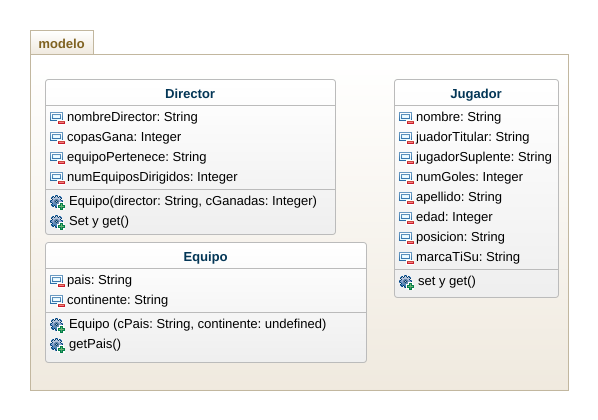 modelo
Director
nombreDirector: String
copasGana: Integer
equipoPertenece: String
numEquiposDirigidos: Integer
Equipo(director: String, cGanadas: Integer)
Set y get()
Equipo
pais: String
continente: String
Equipo (cPais: String, continente: undefined)
getPais()
Jugador
nombre: String
juadorTitular: String
jugadorSuplente: String
numGoles: Integer
apellido: String
edad: Integer
posicion: String
marcaTiSu: String
set y get()